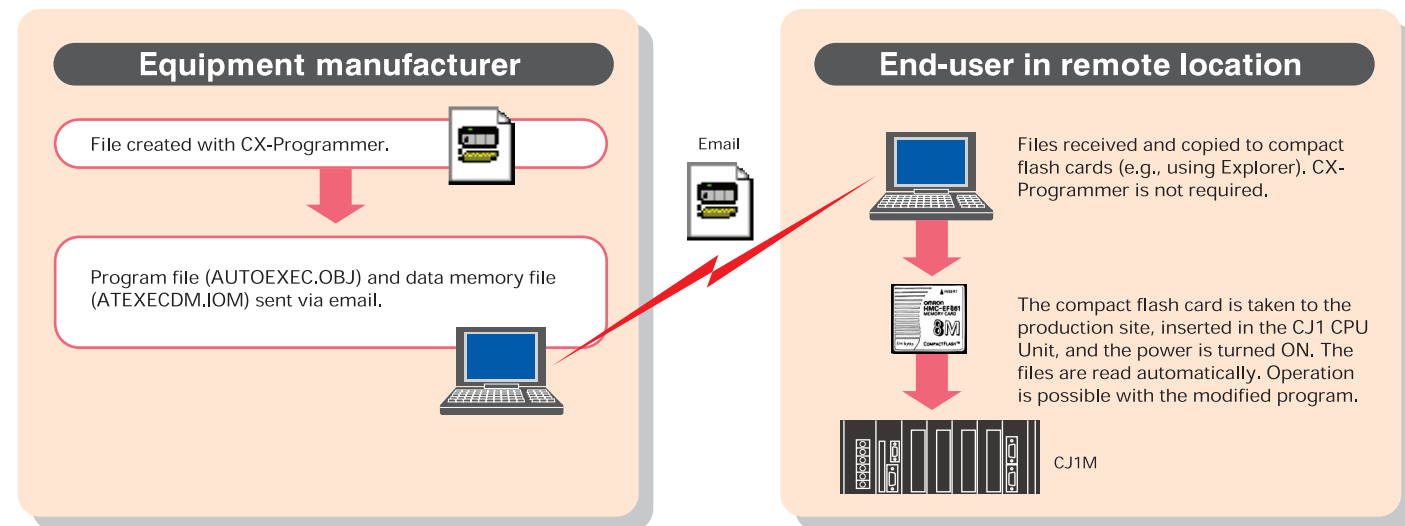 Equipment manufacturer
File created with CX-Programmer.
Program file (AUTOEXEC.OBJ) and data memory file
(ATEXECDM.IOM) sent via email.
Email
End-user in remote location
Files received and copied to compact
flash cards (e.g., using Explorer). CX-
Programmer is not required.
INSERT
OMRON
HMC-EF861
MEMORY CARD
8M
COMPACTFLASH™
The compact flash card is taken to the
production site, inserted in the CJ1 CPU
Unit, and the power is turned ON. The
files are read automatically. Operation
is possible with the modified program.
CJ1M